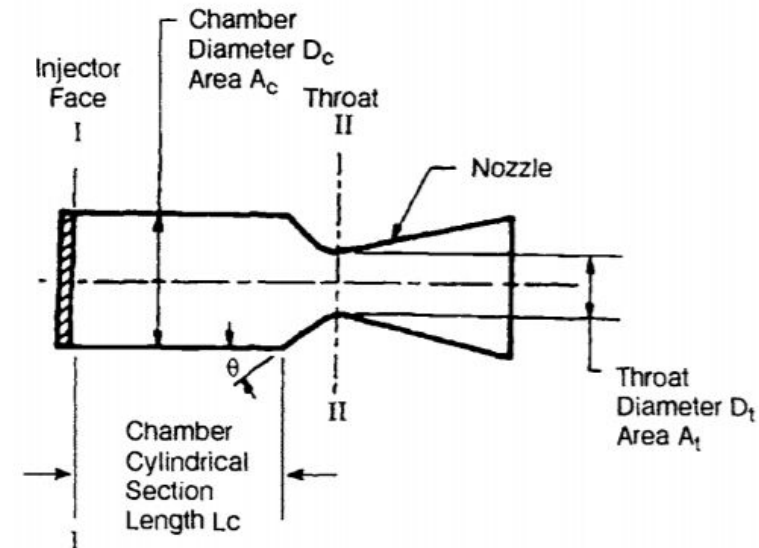 Chamber
Diameter Dc
Area Ac
Injector
Face
I
Throat
II
Nozzle
θ
II
Throat
Diameter Dt
Area At
Chamber
Cylindrical
Section
Length Lc
I